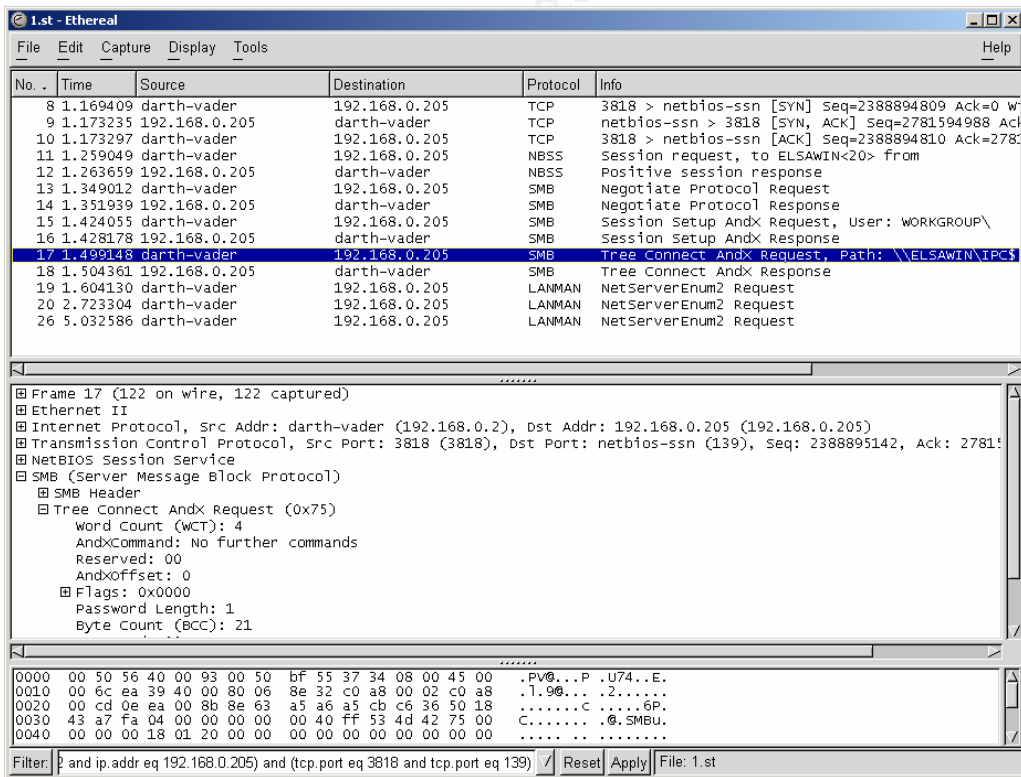 1.st - Ethereal
File Edit Capture Display Tools Help
No. . Time Source Destination Protocol Info
8 1.169409 darth-vader 192.168.0.205 TCP 3818 > netbios-ssn [SYN] Seq=2388894809 Ack=0
9 1.173235 192.168.0.205 darth-vader TCP netbios-ssn > 3818 [SYN, ACK] Seq=2781594988
10 1.173297 darth-vader 192.168.0.205 TCP 3818 > netbios-ssn [ACK] Seq=2388894810
11 1.259049 darth-vader 192.168.0.205 NBSS Session request, to ELSAWIN<20> from
12 1.263659 192.168.0.205 darth-vader NBSS Positive session response
13 1.349012 darth-vader 192.168.0.205 SMB Negotiate Protocol Request
14 1.351939 192.168.0.205 darth-vader SMB Negotiate Protocol Response
15 1.424055 darth-vader 192.168.0.205 SMB Session Setup AndX Request, User: WORKGROUP\
16 1.428178 192.168.0.205 darth-vader SMB Session Setup AndX Response
17 1.499148 darth-vader 192.168.0.205 SMB Tree Connect AndX Request, Path: \\ELSAWIN\IPC$
18 1.504361 192.168.0.205 darth-vader SMB Tree Connect AndX Response
19 1.604130 darth-vader 192.168.0.205 LANMAN NetServerEnum2 Request
20 2.723304 darth-vader 192.168.0.205 LANMAN NetServerEnum2 Request
26 5.032586 darth-vader 192.168.0.205 LANMAN NetServerEnum2 Request
Frame 17 (122 on wire, 122 captured)
Ethernet II
Internet Protocol, Src Addr: darth-vader (192.168.0.2), Dst Addr: 192.168.0.205 (192.168.0.205)
Transmission Control Protocol, Src Port: 3818 (3818), Dst Port: netbios-ssn (139), Seq: 2388895142, Ack:
NetBIOS Session Service
SMB (Server Message Block Protocol)
SMB Header
Tree Connect AndX Request (0x75)
Word Count (WCT): 4
AndXCommand: No further commands
Reserved: 00
AndXOffset: 0
Flags: 0x0000
Password Length: 1
Byte Count (BCC): 21
0000 00 50 56 40 00 93 00 50 bf 55 37 34 08 00 45 00 .PV@...P .U74..E.
0010 00 6c ea 39 40 00 80 06 8e 32 c0 a8 00 02 c0 a8 .l.9@... .2......
0020 00 cd 0e ea 00 8b 8e 63 a5 a6 a5 cb c6 36 50 18 .......c .....6P.
0030 43 a7 fa 04 00 00 00 00 00 40 ff 53 4d 42 75 00 C....... .@.SMBu.
0040 00 00 00 18 01 20 00 00 00 00 00 00 00 00 00 00 ..... .. ........
Filter: 2 and ip.addr eq 192.168.0.205) and (tcp.port eq 3818 and tcp.port eq 139) Reset Apply File: 1.st